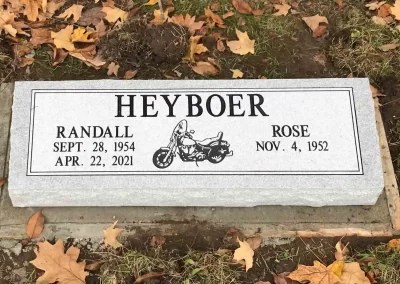 HEYBOER
RANDALL
SEPT. 28, 1954
APR. 22, 2021
ROSE
NOV. 4, 1952